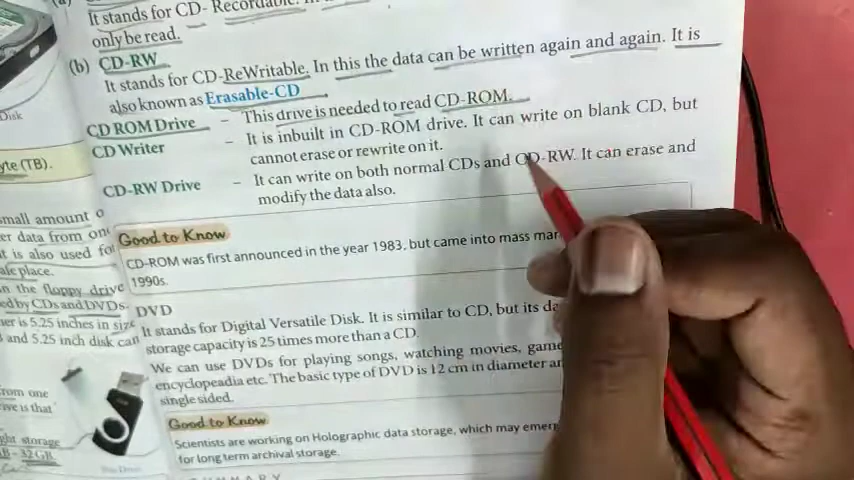 It stands for CD- Recordable. In
only be read.
(b) CD-RW
It stands for CD-ReWritable. In this the data can be written again and again. It is
also known as Erasable-CD
CD ROM Drive – This drive is needed to read CD-ROM.
CD Writer – It is inbuilt in CD-ROM drive. It can write on blank CD, but
cannot erase or rewrite on it.
CD-RW Drive – It can write on both normal CDs and CD-RW. It can erase and
modify the data also.
Good to Know
CD-ROM was first announced in the year 1983, but came into mass
1990s.
DVD
It stands for Digital Versatile Disk. It is similar to CD, but its
storage capacity is 25 times more than a CD.
We can use DVDs for playing songs, watching movies,
encyclopeadia etc. The basic type of DVD is 12 cm in diameter
single sided.
Good to Know
Scientists are working on Holographic data storage, which may
for long term archival storage.
Disk
yte (TB).
small amount
er data from
it is also used
afe place.
n the floppy drive
ed by CDs and DVDs.
er is 5.25 inches in size
and 5.25 inch disk can
rom one
ive is that
ght storage
GB – 32 GB.